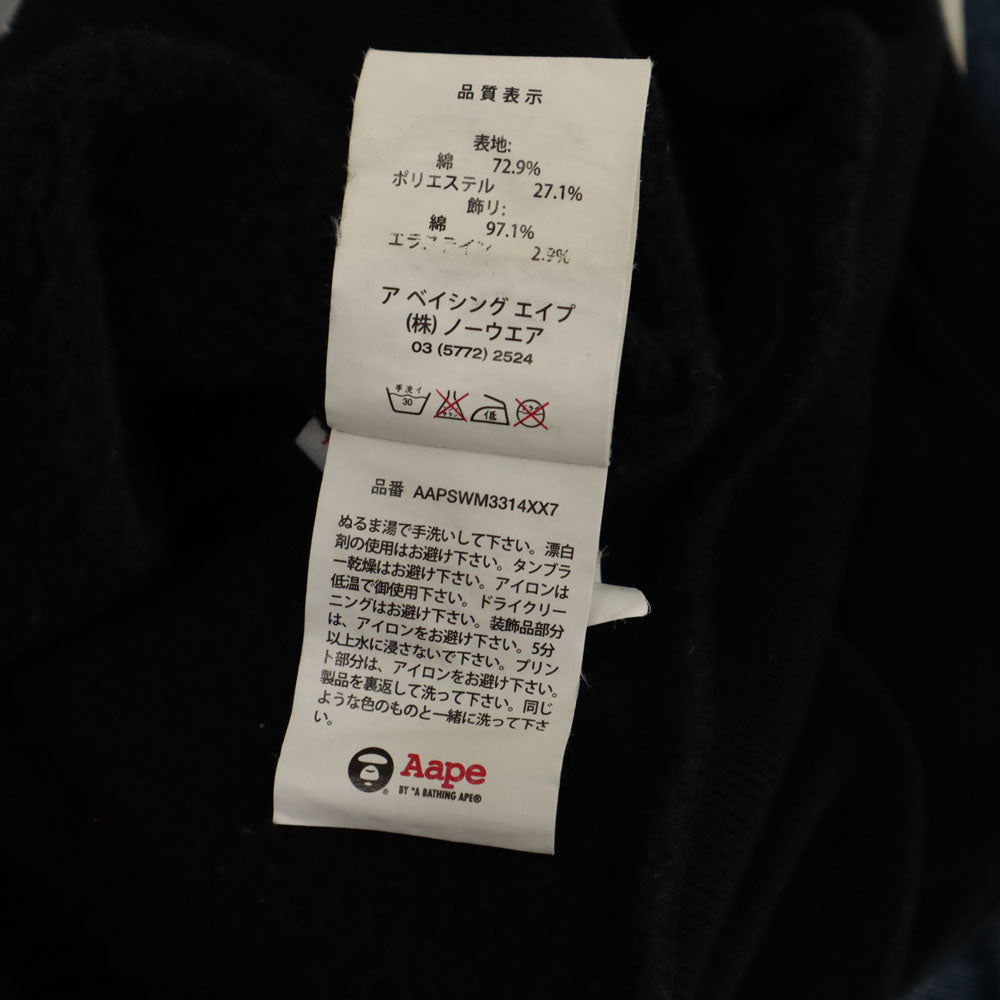 品質表示
表地:
綿 72.9%
ポリエステル 27.1%
飾リ:
綿 97.1%
2.9%
ア ベイシング エイプ
(株) ノーウエア
03 (5772) 2524
手洗イ
30
低
品番 AAPSWM3314XX7
ぬるま湯で手洗いして下さい。漂白
剤の使用はお避け下さい。タンブラ
ー乾燥はお避け下さい。アイロンは
低温で御使用下さい。ドライクリー
ニングはお避け下さい。装飾品部分
は、アイロンをお避け下さい。5分
以上水に浸さないで下さい。プリン
ト部分は、アイロンをお避け下さい。
製品を裏返して洗って下さい。同じ
ような色のものと一緒に洗って下さ
い。
Aape
BY *A BATHING APE®